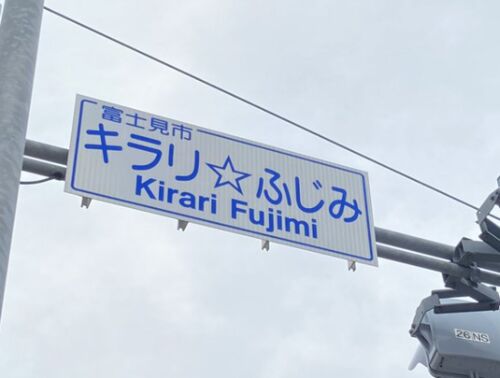 富士見市
キラリ☆ふじみ
Kirari Fujimi
26 NS